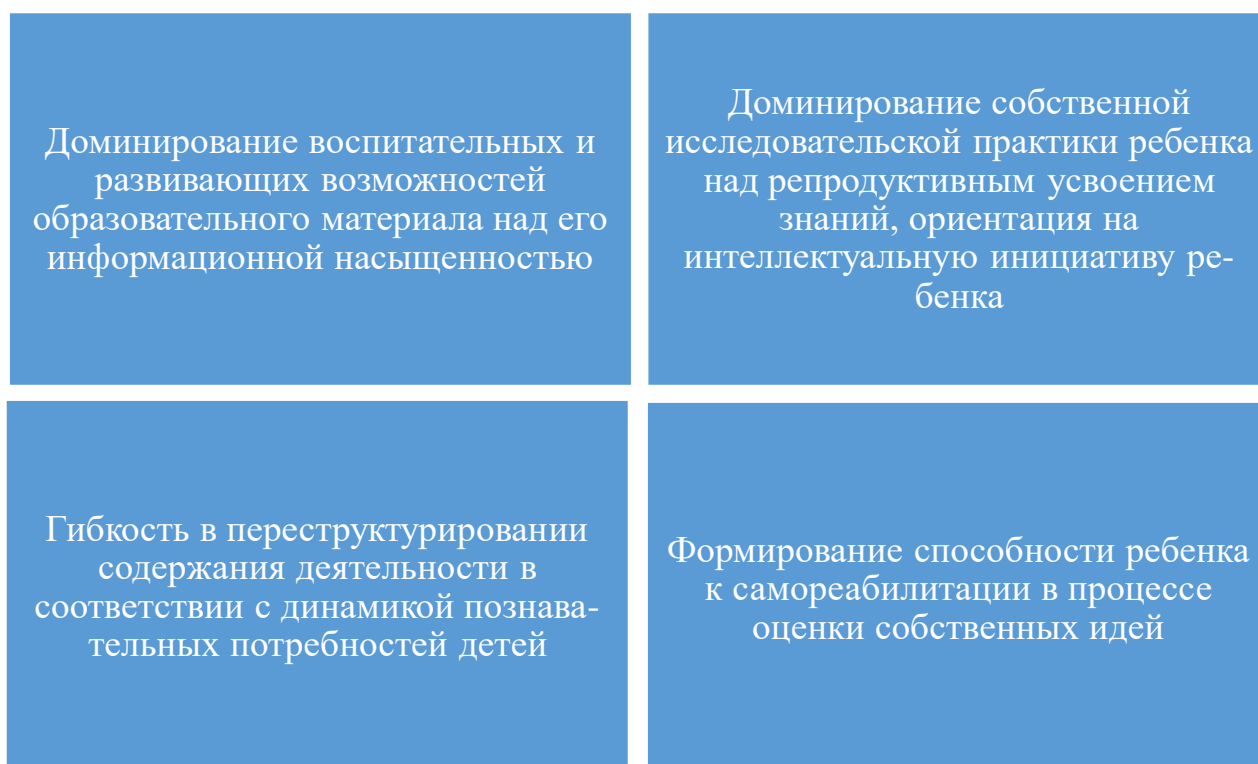 Доминирование воспитательных и
развивающих возможностей
образовательного материала над его
информационной насыщенностью
Доминирование собственной
исследовательской практики ребенка
над репродуктивным усвоением
знаний, ориентация на
интеллектуальную инициативу ре-
бенка
Гибкость в переструктурировании
содержания деятельности в
соответствии с динамикой познава-
тельных потребностей детей
Формирование способности ребенка
к самореабилитации в процессе
оценки собственных идей